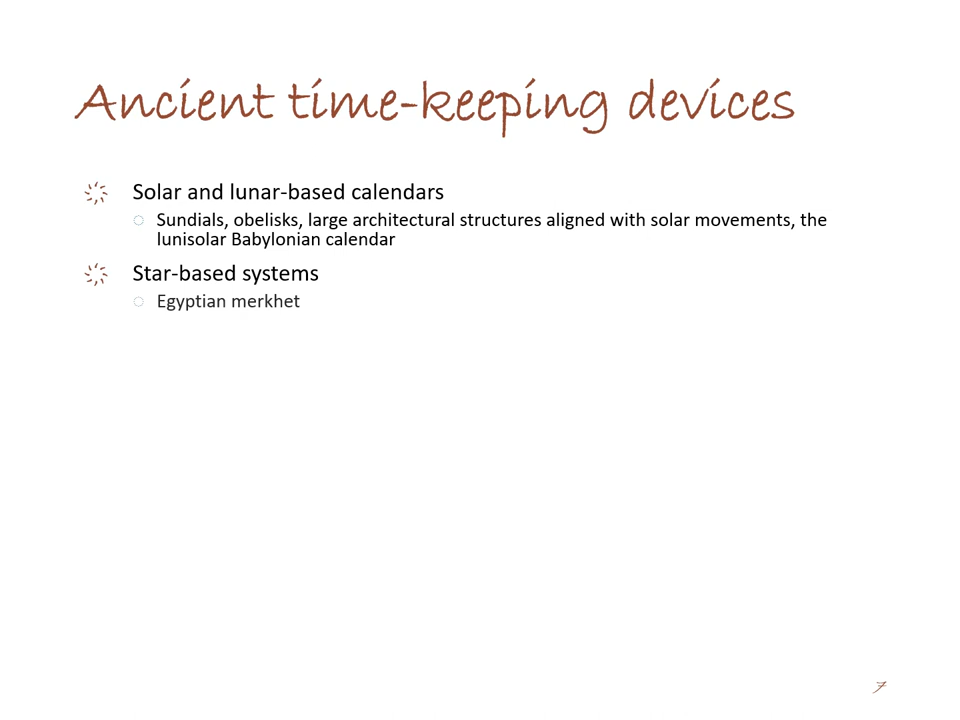 Ancient time-keeping devices
Solar and lunar-based calendars
Sundials, obelisks, large architectural structures aligned with solar movements, the
lunisolar Babylonian calendar
Star-based systems
Egyptian merkhet
7